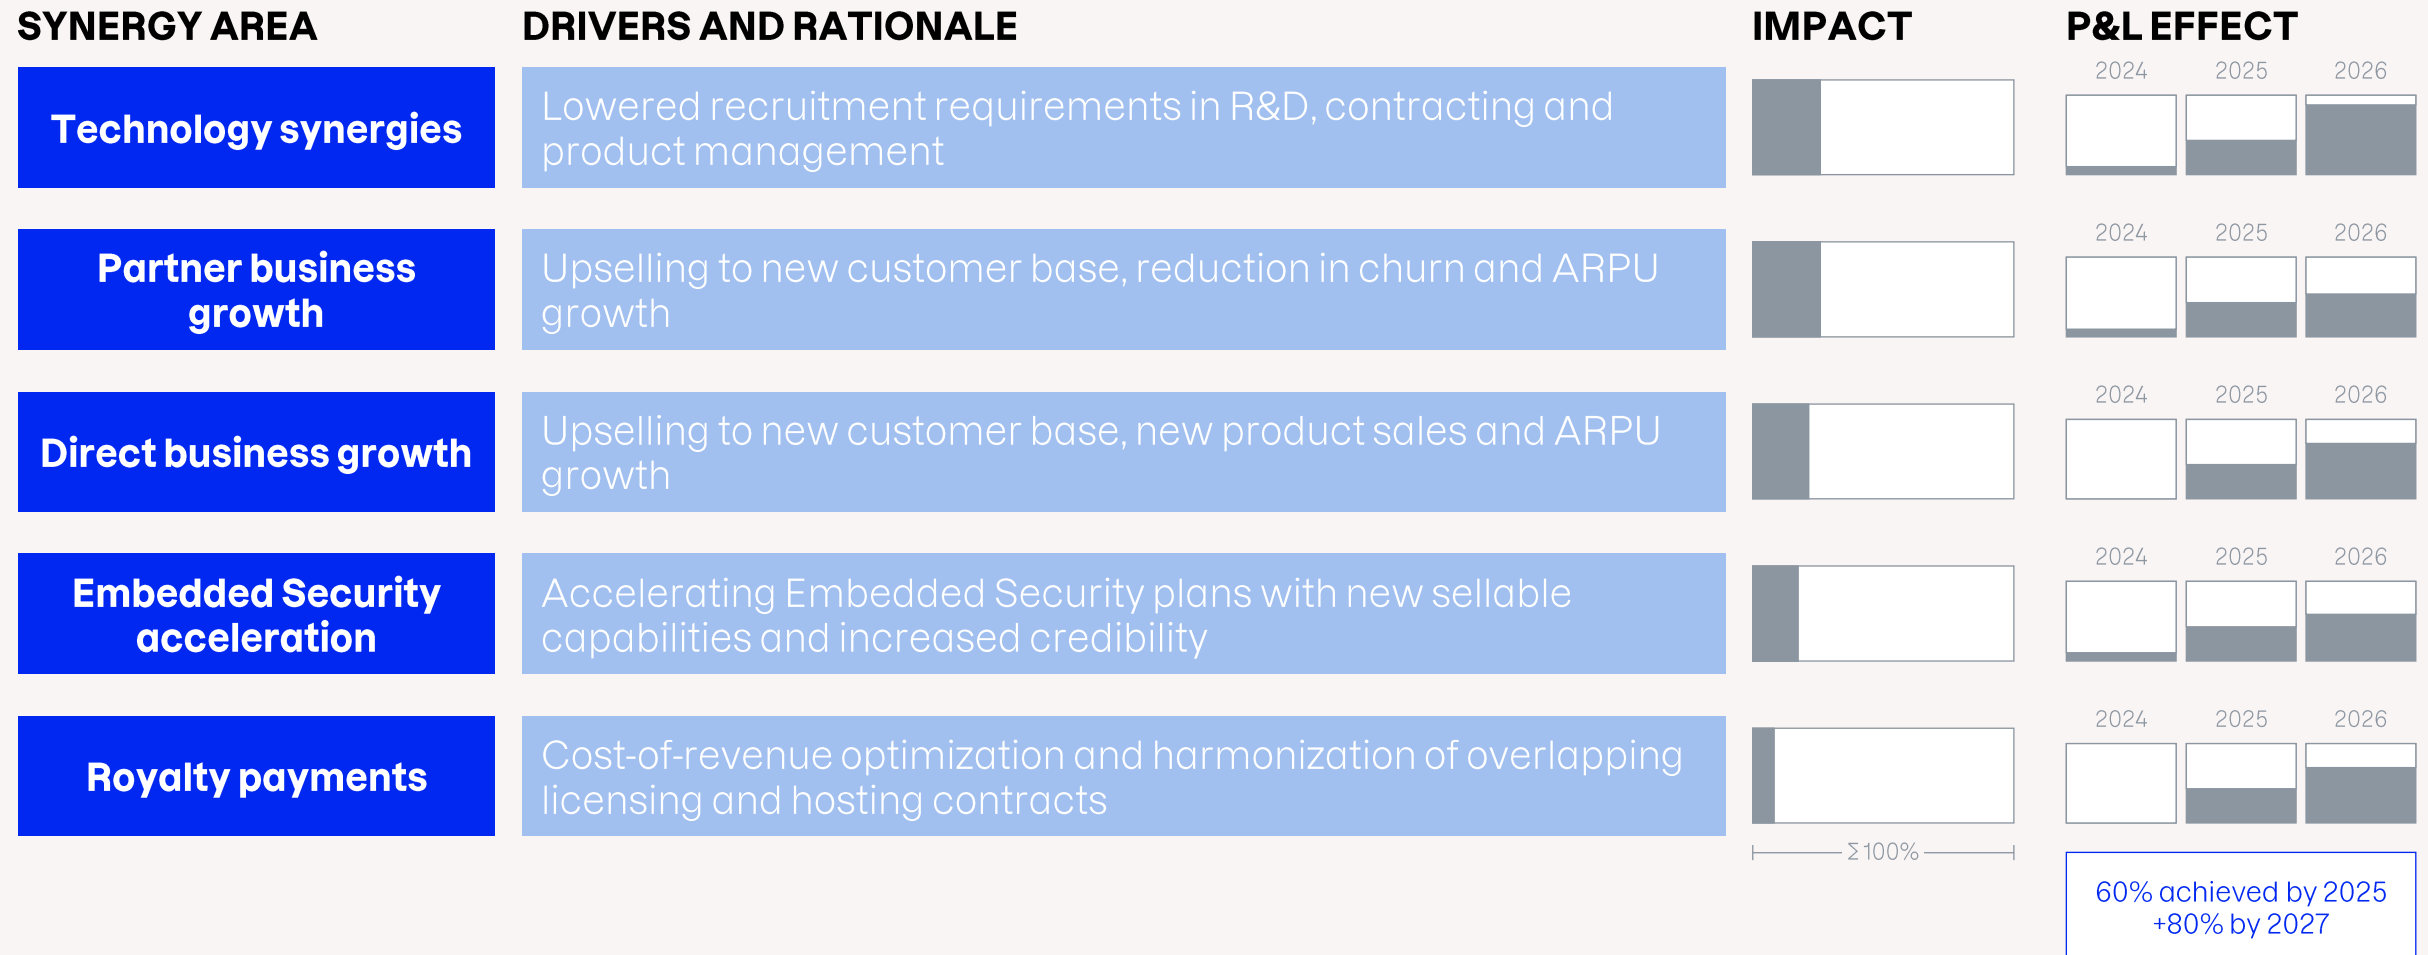 SYNERGY AREA
DRIVERS AND RATIONALE
IMPACT
P&L EFFECT
Technology synergies
Lowered recruitment requirements in R&D, contracting and
product management
2024 2025 2026
Partner business
growth
Upselling to new customer base, reduction in churn and ARPU
growth
2024 2025 2026
Direct business growth
Upselling to new customer base, new product sales and ARPU
growth
2024 2025 2026
Embedded Security
acceleration
Accelerating Embedded Security plans with new sellable
capabilities and increased credibility
2024 2025 2026
Royalty payments
Cost-of-revenue optimization and harmonization of overlapping
licensing and hosting contracts
2024 2025 2026
Σ100%
60% achieved by 2025
+80% by 2027